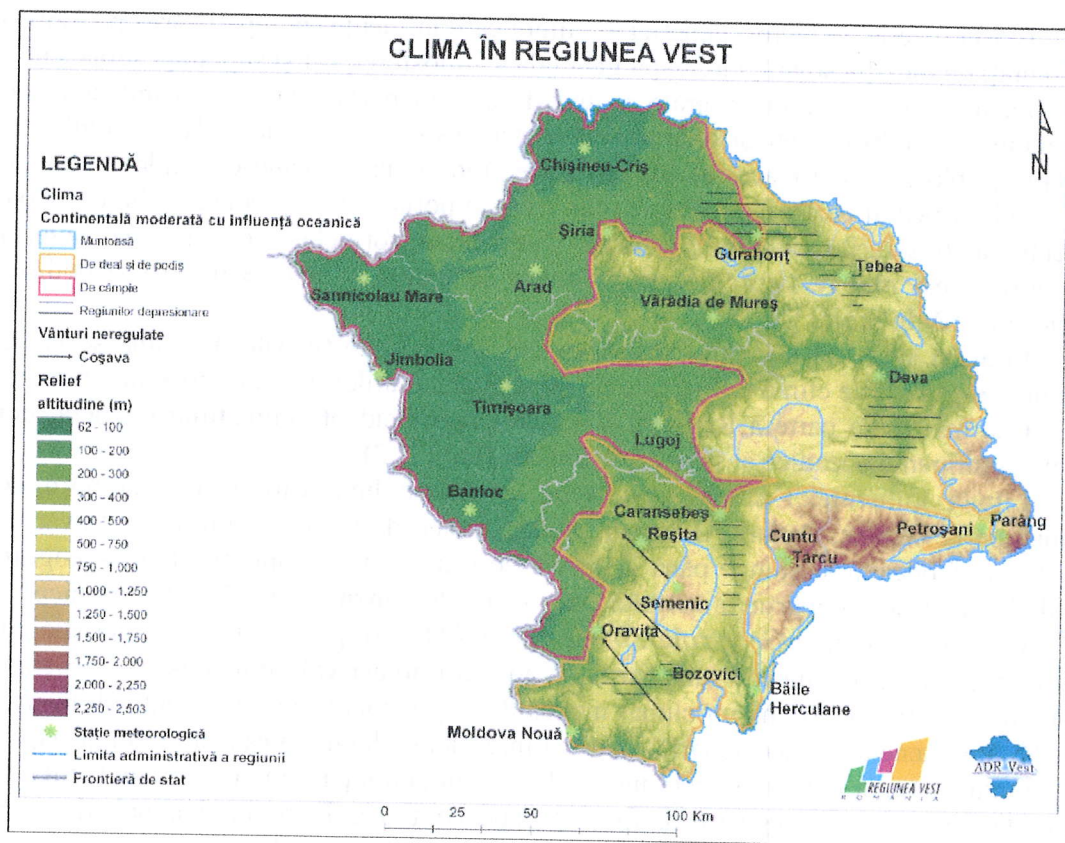 CLIMA ÎN REGIUNEA VEST
N
LEGENDĂ
Clima
Continentală moderată cu influență oceanică
Muntoasă
De deal și de podiș
De câmpie
Regiunilor depresionare
Vânturi neregulate
Coșava
Relief
altitudine (m)
62 - 100
100 - 200
200 - 300
300 - 400
400 - 500
500 - 750
750 - 1,000
1,000 - 1,250
1,250 - 1,500
1,500 - 1,750
1,750- 2,000
2,000 - 2,250
2,250 - 2,503
Stație meteorologică
Limita administrativă a regiunii
Frontieră de stat
Chișineu-Criș
Șiria
Gurahonț
Țebea
Arad
Sannicolau Mare
Vărădia de Mureș
Jimbolia
Deva
Timișoara
Lugoj
Banloc
Caransebeș
Reșița
Cuntu
Țarcu
Petroșani
Parâng
Semenic
Oravița
Bozovici
Băile
Herculane
Moldova Nouă
0 25 50 100 Km
REGIUNEA VEST
ROMÂNIA
ADR Vest